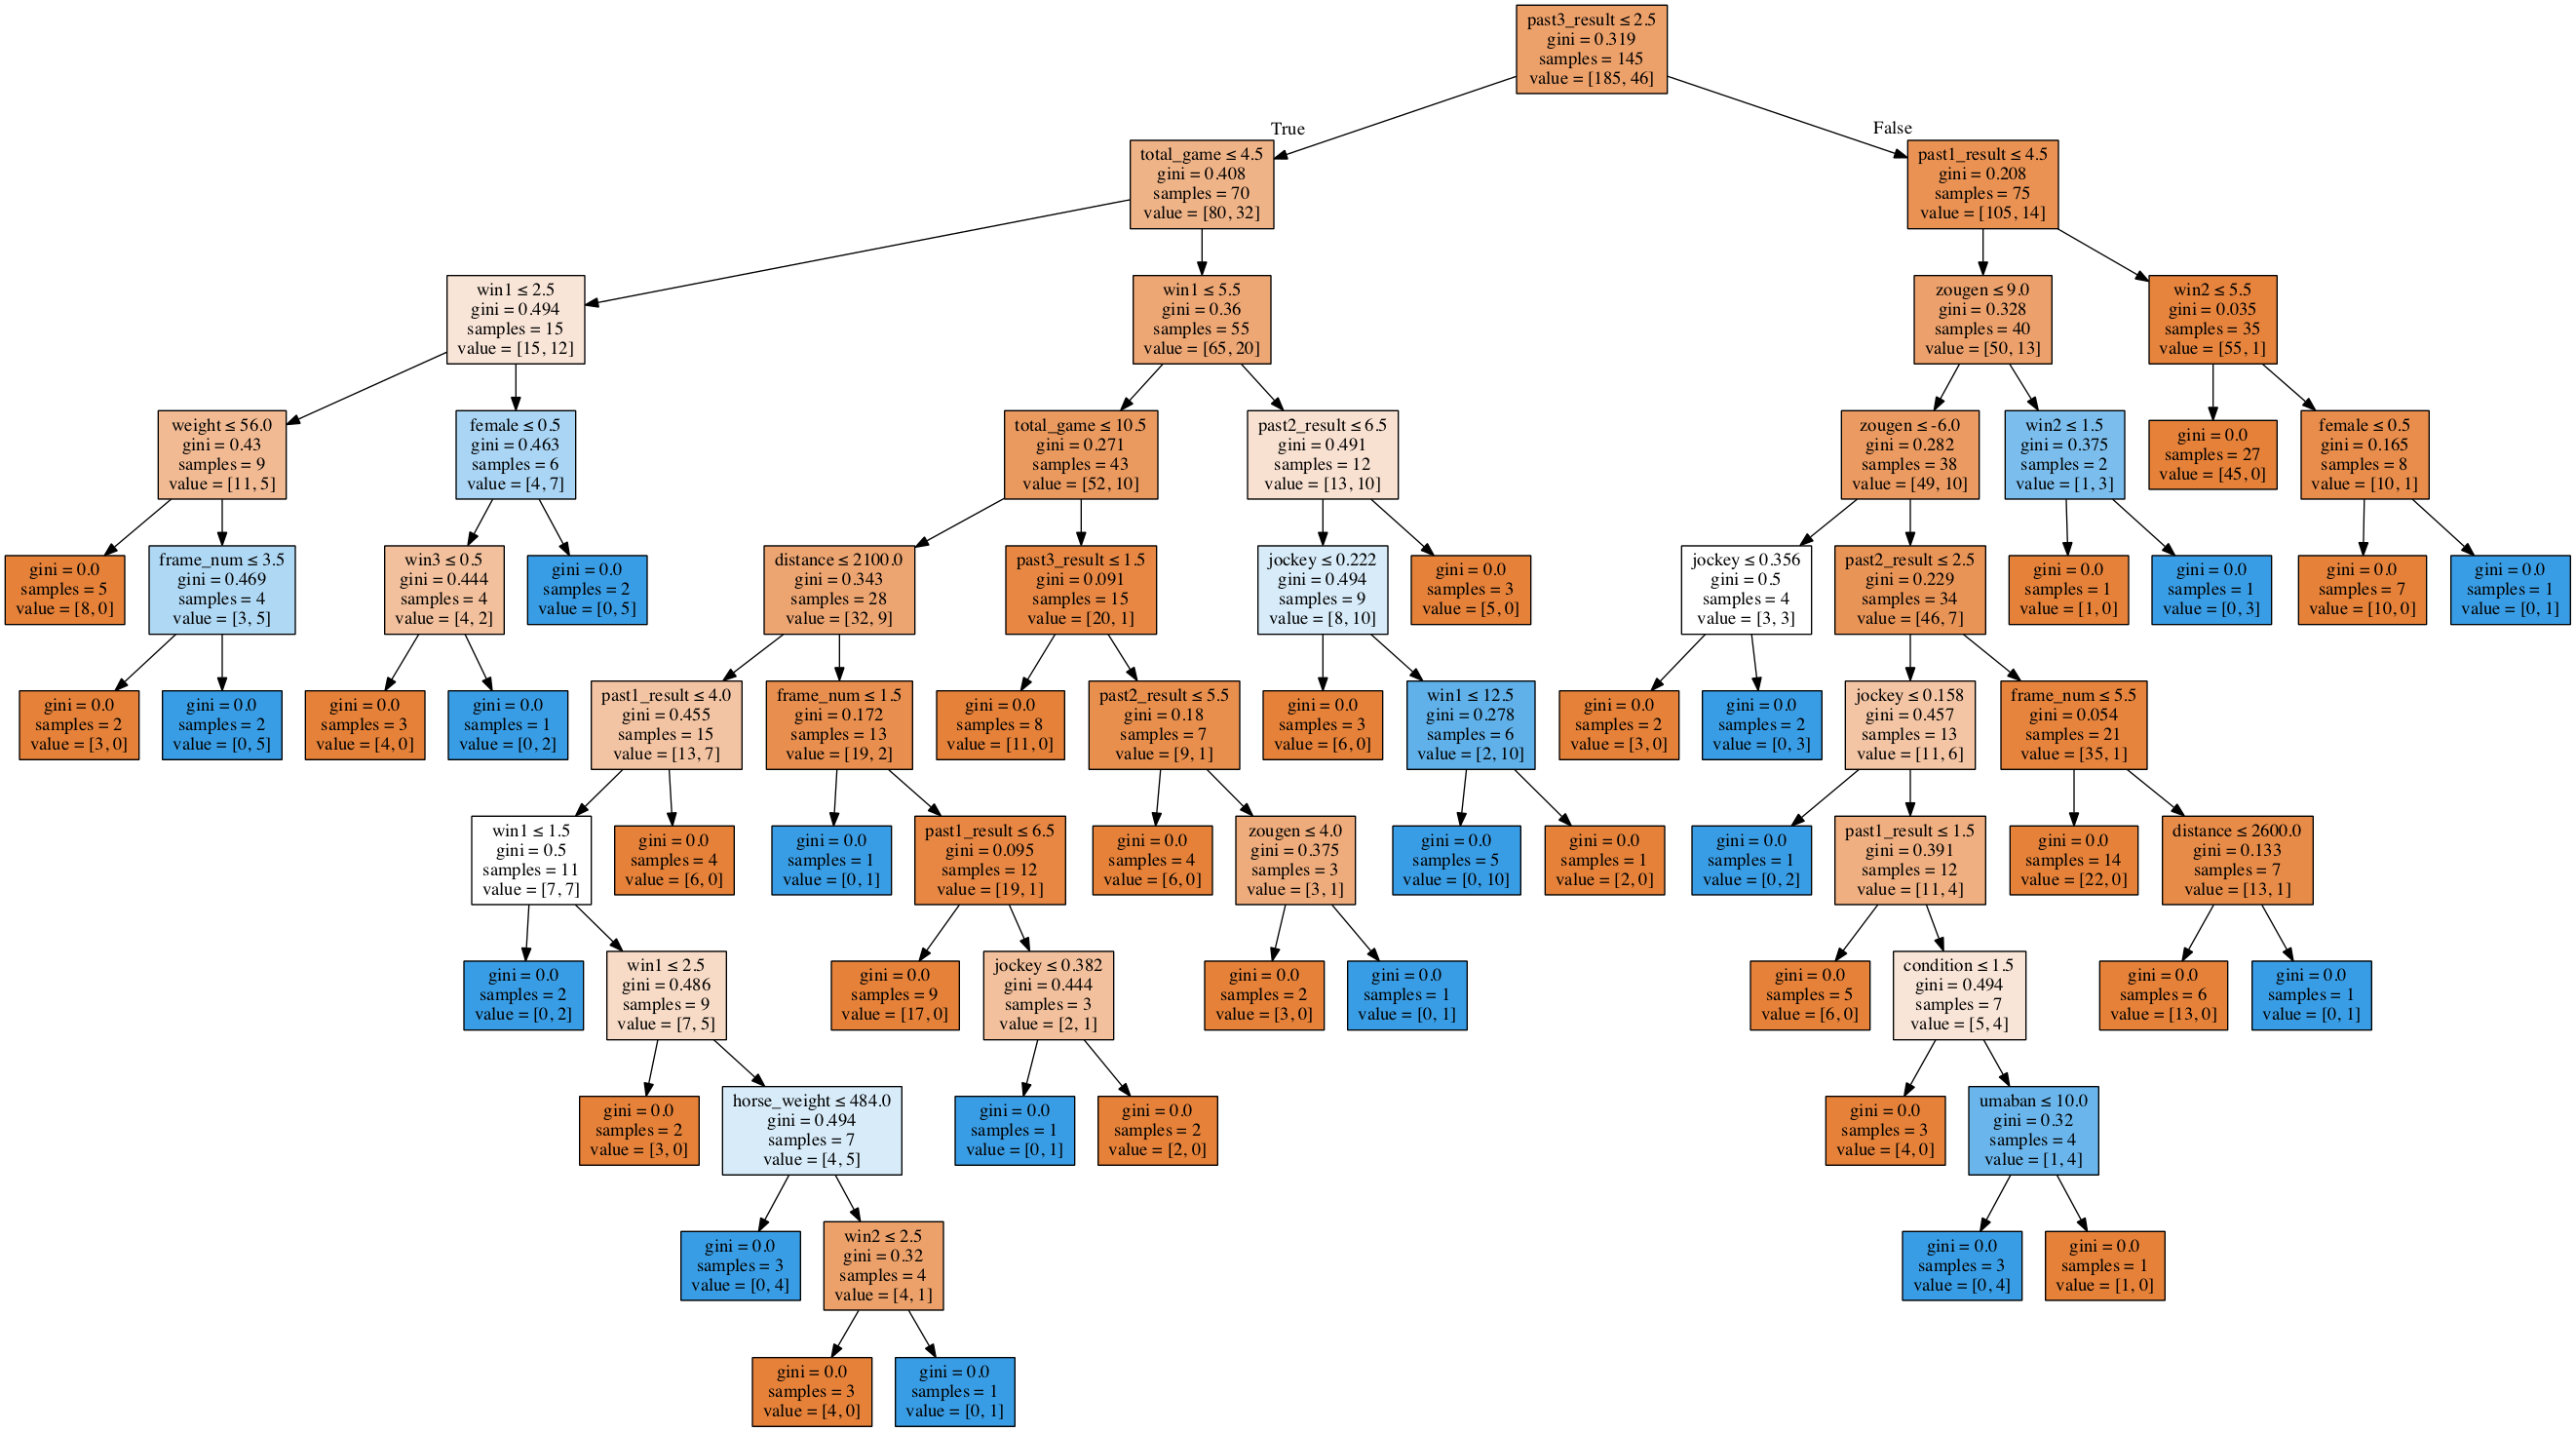 past3_result ≤ 2.5
gini = 0.319
samples = 145
value = [185, 46]
True
False
total_game ≤ 4.5
gini = 0.408
samples = 70
value = [80, 32]
past1_result ≤ 4.5
gini = 0.208
samples = 75
value = [105, 14]
win1 ≤ 2.5
gini = 0.494
samples = 15
value = [15, 12]
win1 ≤ 5.5
gini = 0.36
samples = 55
value = [65, 20]
zougen ≤ 9.0
gini = 0.328
samples = 40
value = [50, 13]
win2 ≤ 5.5
gini = 0.035
samples = 35
value = [55, 1]
weight ≤ 56.0
gini = 0.43
samples = 9
value = [11, 5]
female ≤ 0.5
gini = 0.463
samples = 6
value = [4, 7]
total_game ≤ 10.5
gini = 0.271
samples = 43
value = [52, 10]
past2_result ≤ 6.5
gini = 0.491
samples = 12
value = [13, 10]
zougen ≤ -6.0
gini = 0.282
samples = 38
value = [49, 10]
win2 ≤ 1.5
gini = 0.375
samples = 2
value = [1, 3]
gini = 0.0
samples = 27
value = [45, 0]
female ≤ 0.5
gini = 0.165
samples = 8
value = [10, 1]
gini = 0.0
samples = 5
value = [8, 0]
frame_num ≤ 3.5
gini = 0.469
samples = 4
value = [3, 5]
win3 ≤ 0.5
gini = 0.444
samples = 4
value = [4, 2]
gini = 0.0
samples = 2
value = [0, 5]
distance ≤ 2100.0
gini = 0.343
samples = 28
value = [32, 9]
past3_result ≤ 1.5
gini = 0.091
samples = 15
value = [20, 1]
jockey ≤ 0.222
gini = 0.494
samples = 9
value = [8, 10]
gini = 0.0
samples = 3
value = [5, 0]
jockey ≤ 0.356
gini = 0.5
samples = 4
value = [3, 3]
past2_result ≤ 2.5
gini = 0.229
samples = 34
value = [46, 7]
gini = 0.0
samples = 1
value = [1, 0]
gini = 0.0
samples = 1
value = [0, 3]
gini = 0.0
samples = 7
value = [10, 0]
gini = 0.0
samples = 1
value = [0, 1]
gini = 0.0
samples = 2
value = [3, 0]
gini = 0.0
samples = 2
value = [0, 5]
gini = 0.0
samples = 3
value = [4, 0]
gini = 0.0
samples = 1
value = [0, 2]
past1_result ≤ 4.0
gini = 0.455
samples = 15
value = [13, 7]
frame_num ≤ 1.5
gini = 0.172
samples = 13
value = [19, 2]
gini = 0.0
samples = 8
value = [11, 0]
past2_result ≤ 5.5
gini = 0.18
samples = 7
value = [9, 1]
gini = 0.0
samples = 3
value = [6, 0]
win1 ≤ 12.5
gini = 0.278
samples = 6
value = [2, 10]
gini = 0.0
samples = 2
value = [3, 0]
gini = 0.0
samples = 2
value = [0, 3]
jockey ≤ 0.158
gini = 0.457
samples = 13
value = [11, 6]
frame_num ≤ 5.5
gini = 0.054
samples = 21
value = [35, 1]
win1 ≤ 1.5
gini = 0.5
samples = 11
value = [7, 7]
gini = 0.0
samples = 4
value = [6, 0]
gini = 0.0
samples = 1
value = [0, 1]
past1_result ≤ 6.5
gini = 0.095
samples = 12
value = [19, 1]
gini = 0.0
samples = 4
value = [6, 0]
zougen ≤ 4.0
gini = 0.375
samples = 3
value = [3, 1]
gini = 0.0
samples = 5
value = [0, 10]
gini = 0.0
samples = 1
value = [2, 0]
gini = 0.0
samples = 1
value = [0, 2]
past1_result ≤ 1.5
gini = 0.391
samples = 12
value = [11, 4]
gini = 0.0
samples = 14
value = [22, 0]
distance ≤ 2600.0
gini = 0.133
samples = 7
value = [13, 1]
gini = 0.0
samples = 2
value = [0, 2]
win1 ≤ 2.5
gini = 0.486
samples = 9
value = [7, 5]
gini = 0.0
samples = 9
value = [17, 0]
jockey ≤ 0.382
gini = 0.444
samples = 3
value = [2, 1]
gini = 0.0
samples = 2
value = [3, 0]
gini = 0.0
samples = 1
value = [0, 1]
gini = 0.0
samples = 5
value = [6, 0]
condition ≤ 1.5
gini = 0.494
samples = 7
value = [5, 4]
gini = 0.0
samples = 6
value = [13, 0]
gini = 0.0
samples = 1
value = [0, 1]
gini = 0.0
samples = 2
value = [3, 0]
horse_weight ≤ 484.0
gini = 0.494
samples = 7
value = [4, 5]
gini = 0.0
samples = 1
value = [0, 1]
gini = 0.0
samples = 2
value = [2, 0]
gini = 0.0
samples = 3
value = [4, 0]
umaban ≤ 10.0
gini = 0.32
samples = 4
value = [1, 4]
gini = 0.0
samples = 3
value = [0, 4]
win2 ≤ 2.5
gini = 0.32
samples = 4
value = [4, 1]
gini = 0.0
samples = 3
value = [0, 4]
gini = 0.0
samples = 1
value = [1, 0]
gini = 0.0
samples = 3
value = [4, 0]
gini = 0.0
samples = 1
value = [0, 1]